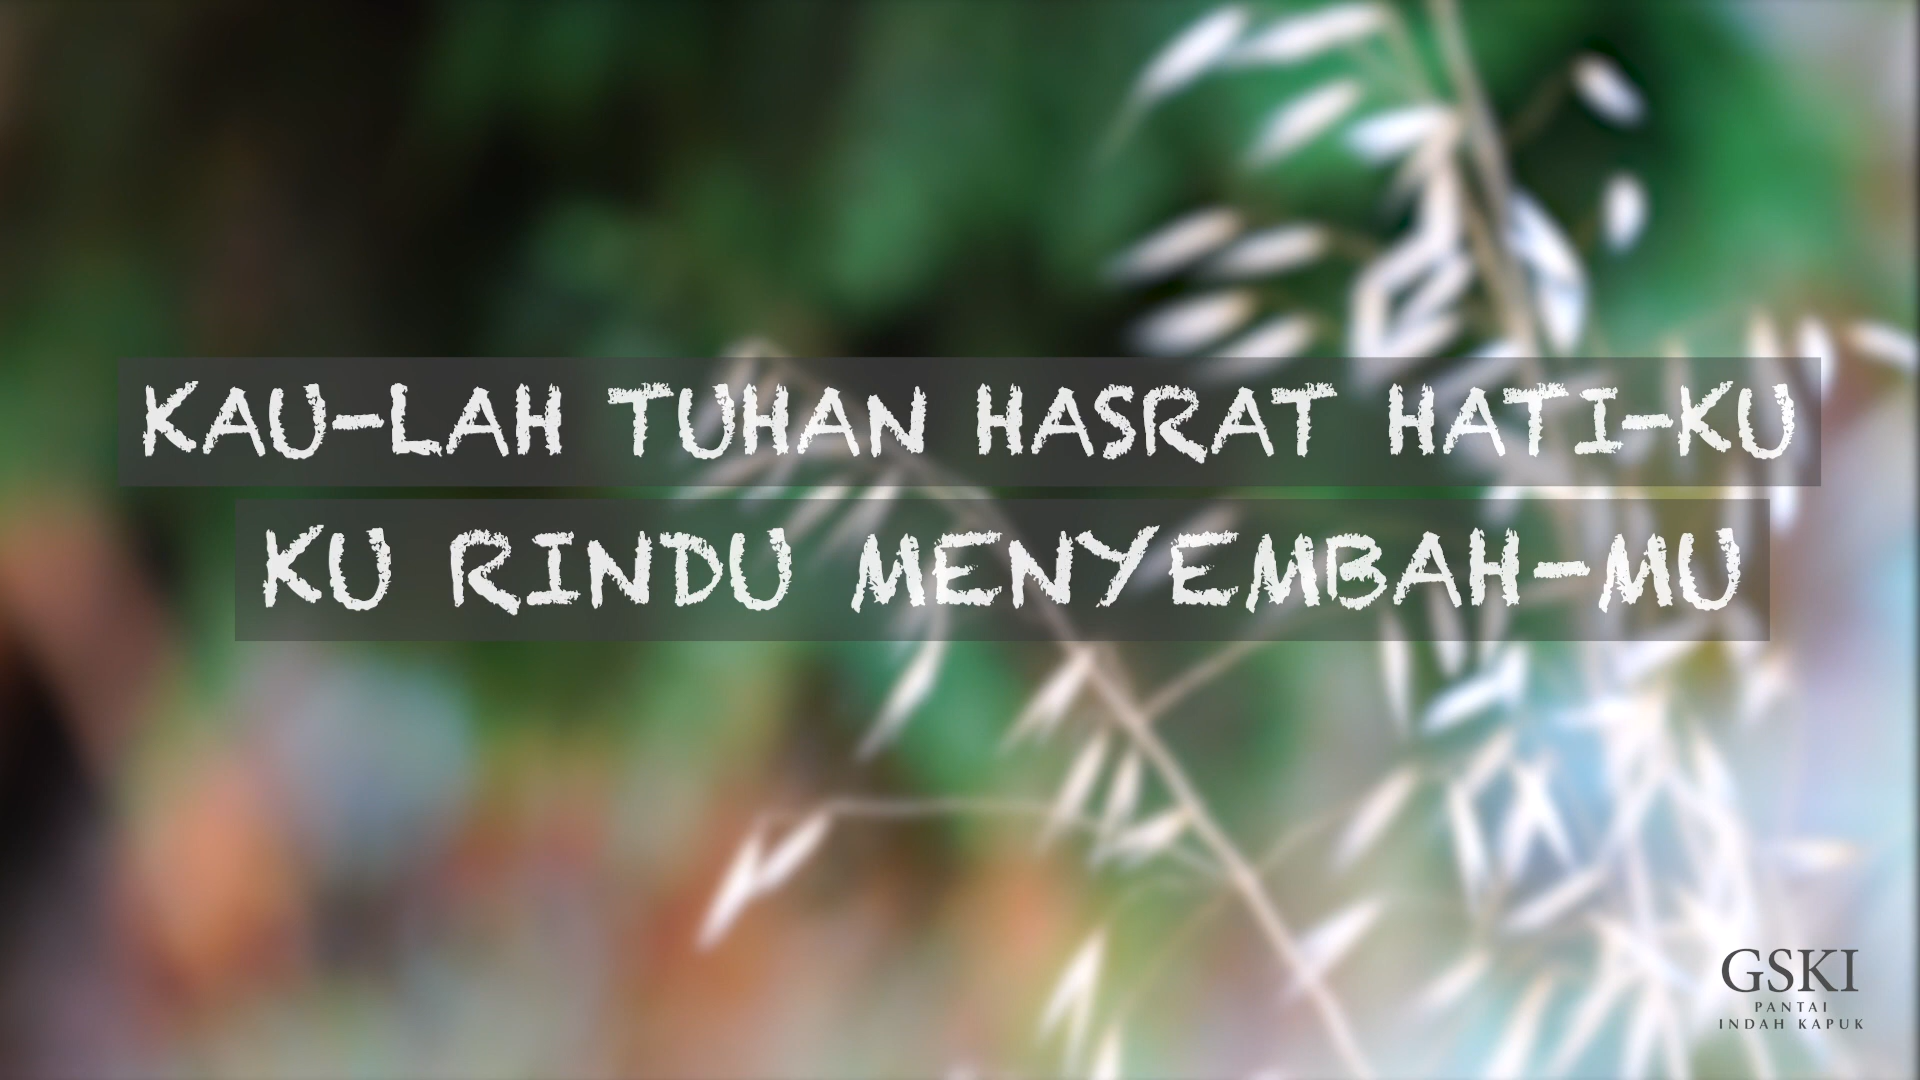 KAU-LAH TUHAN HASRAT HATI-KU
KU RINDU MENYEMBAH-MU
GSKI
PANTAI
INDAH KAPUK